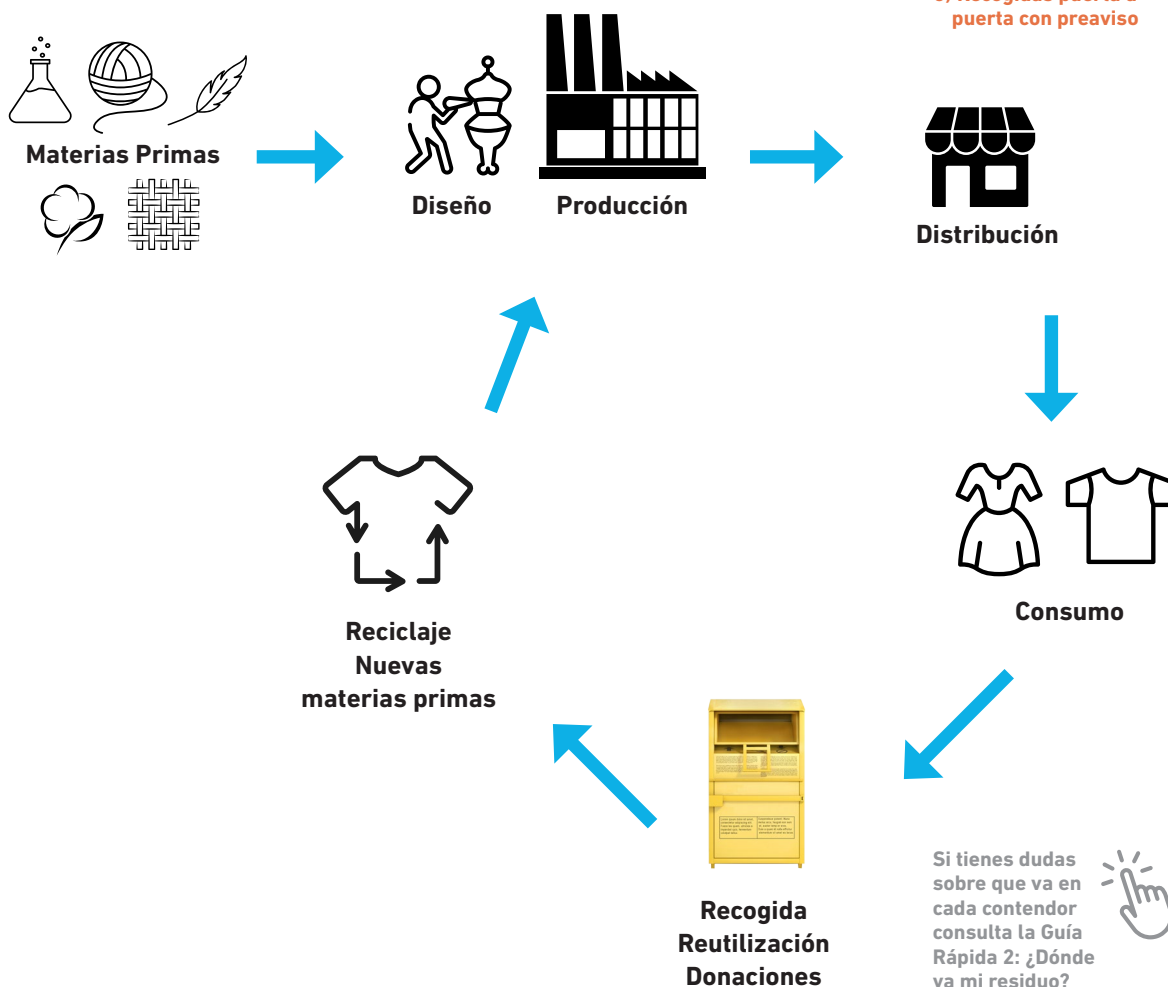 puerta con preaviso
Materias Primas
Diseño
Producción
Distribución
Consumo
Reciclaje
Nuevas
materias primas
Recogida
Reutilización
Donaciones
Si tienes dudas
sobre que va en
cada contendor
consulta la Guía
Rápida 2: ¿Dónde
va mi residuo?